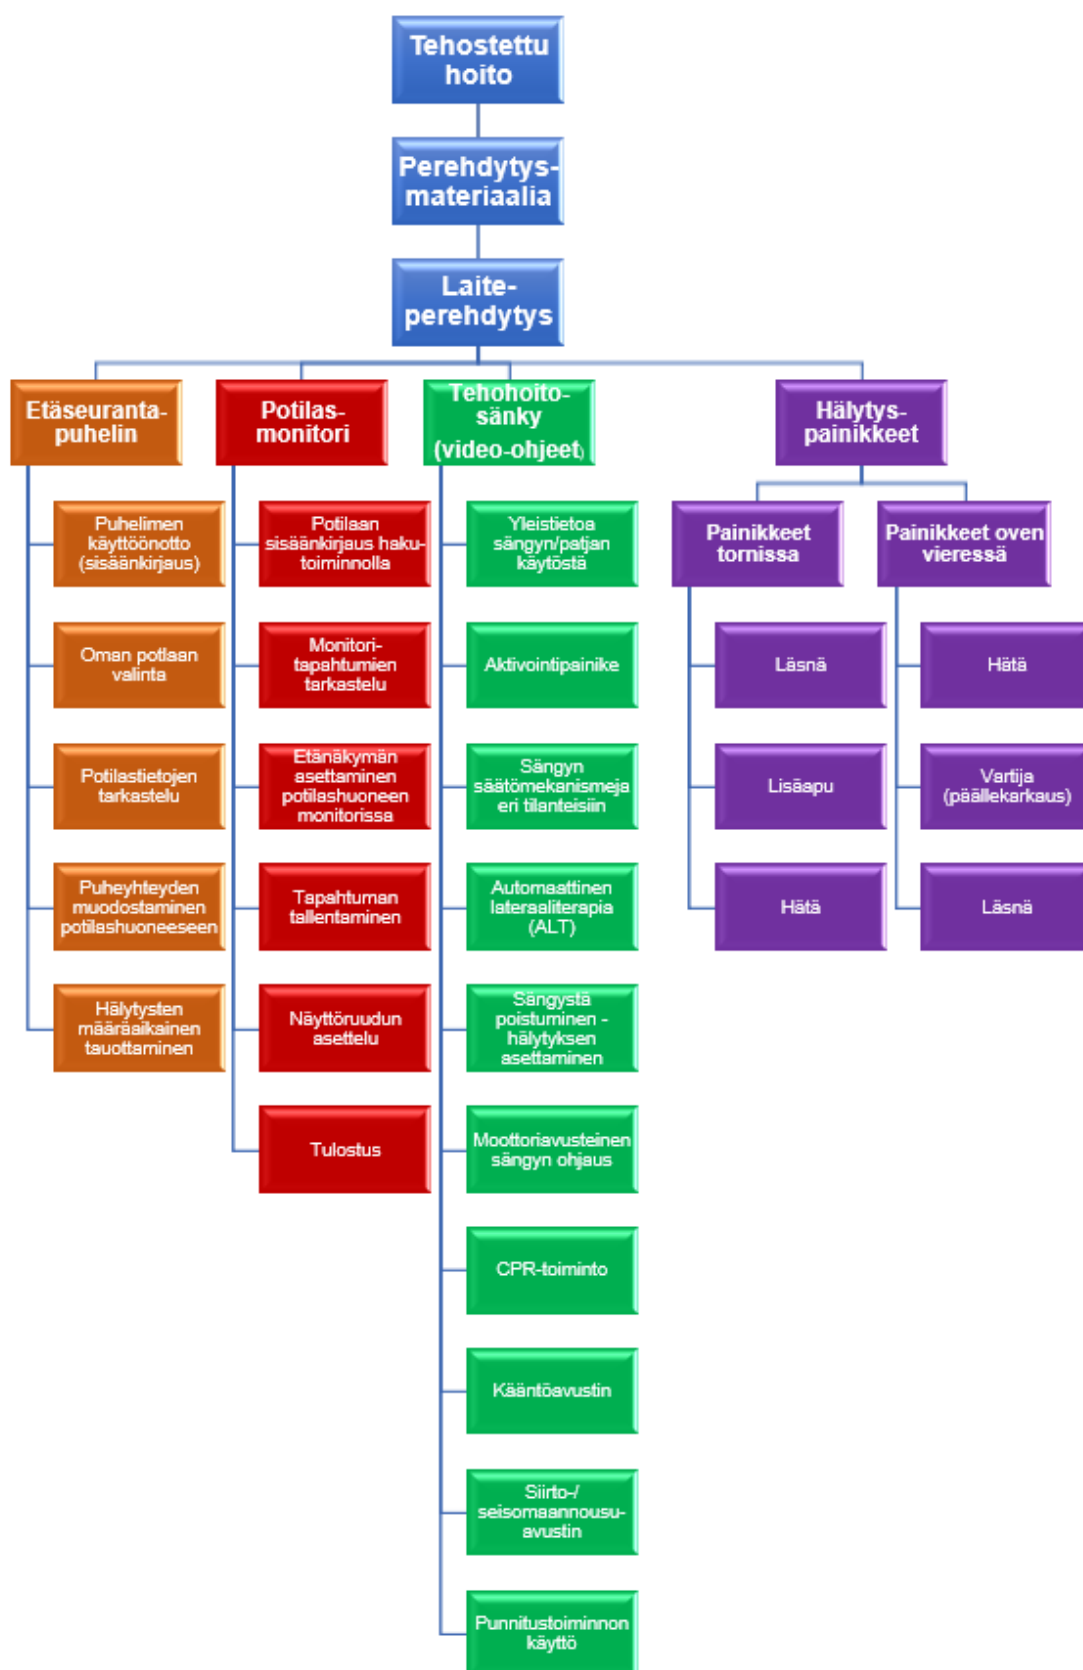 Tehostettu
hoito
Perehdytys-
materiaalia
Laite-
perehdytys
Etäseuranta-
puhelin
Puhelimen
käyttöönotto
(sisäänkirjaus)
Oman potlaan
valinta
Potilastietojen
tarkastelu
Puheyhteyden
muodostaminen
potilashuoneeseen
Hälytysten
määräaikainen
tauottaminen
Potilas-
monitori
Potilaan
sisäänkirjaus haku-
toiminnolla
Monitori-
tapahtumien
tarkastelu
Etänäkymän
asettaminen
potilashuoneen
monitorissa
Tapahtuman
tallentaminen
Näyttöruudun
asettelu
Tulostus
Tehohoito-
sänky
(video-ohjeet)
Yleistietoa
sängyn/patjan
käytöstä
Aktivointipainike
Sängyn
säätömekanismeja
eri tilanteisiin
Automaattinen
lateraaliterapia
(ALT)
Sängystä
poistuminen -
hälytyksen
asettaminen
Moottoriavusteinen
sängyn ohjaus
CPR-toiminto
Kääntöavustin
Siirto-/
seisomaannousu-
avustin
Punnitustoiminnon
käyttö
Hälytys-
painikkeet
Painikkeet
tornissa
Läsnä
Lisäapu
Hätä
Painikkeet oven
vieressä
Hätä
Vartija
(päällekarkaus)
Läsnä